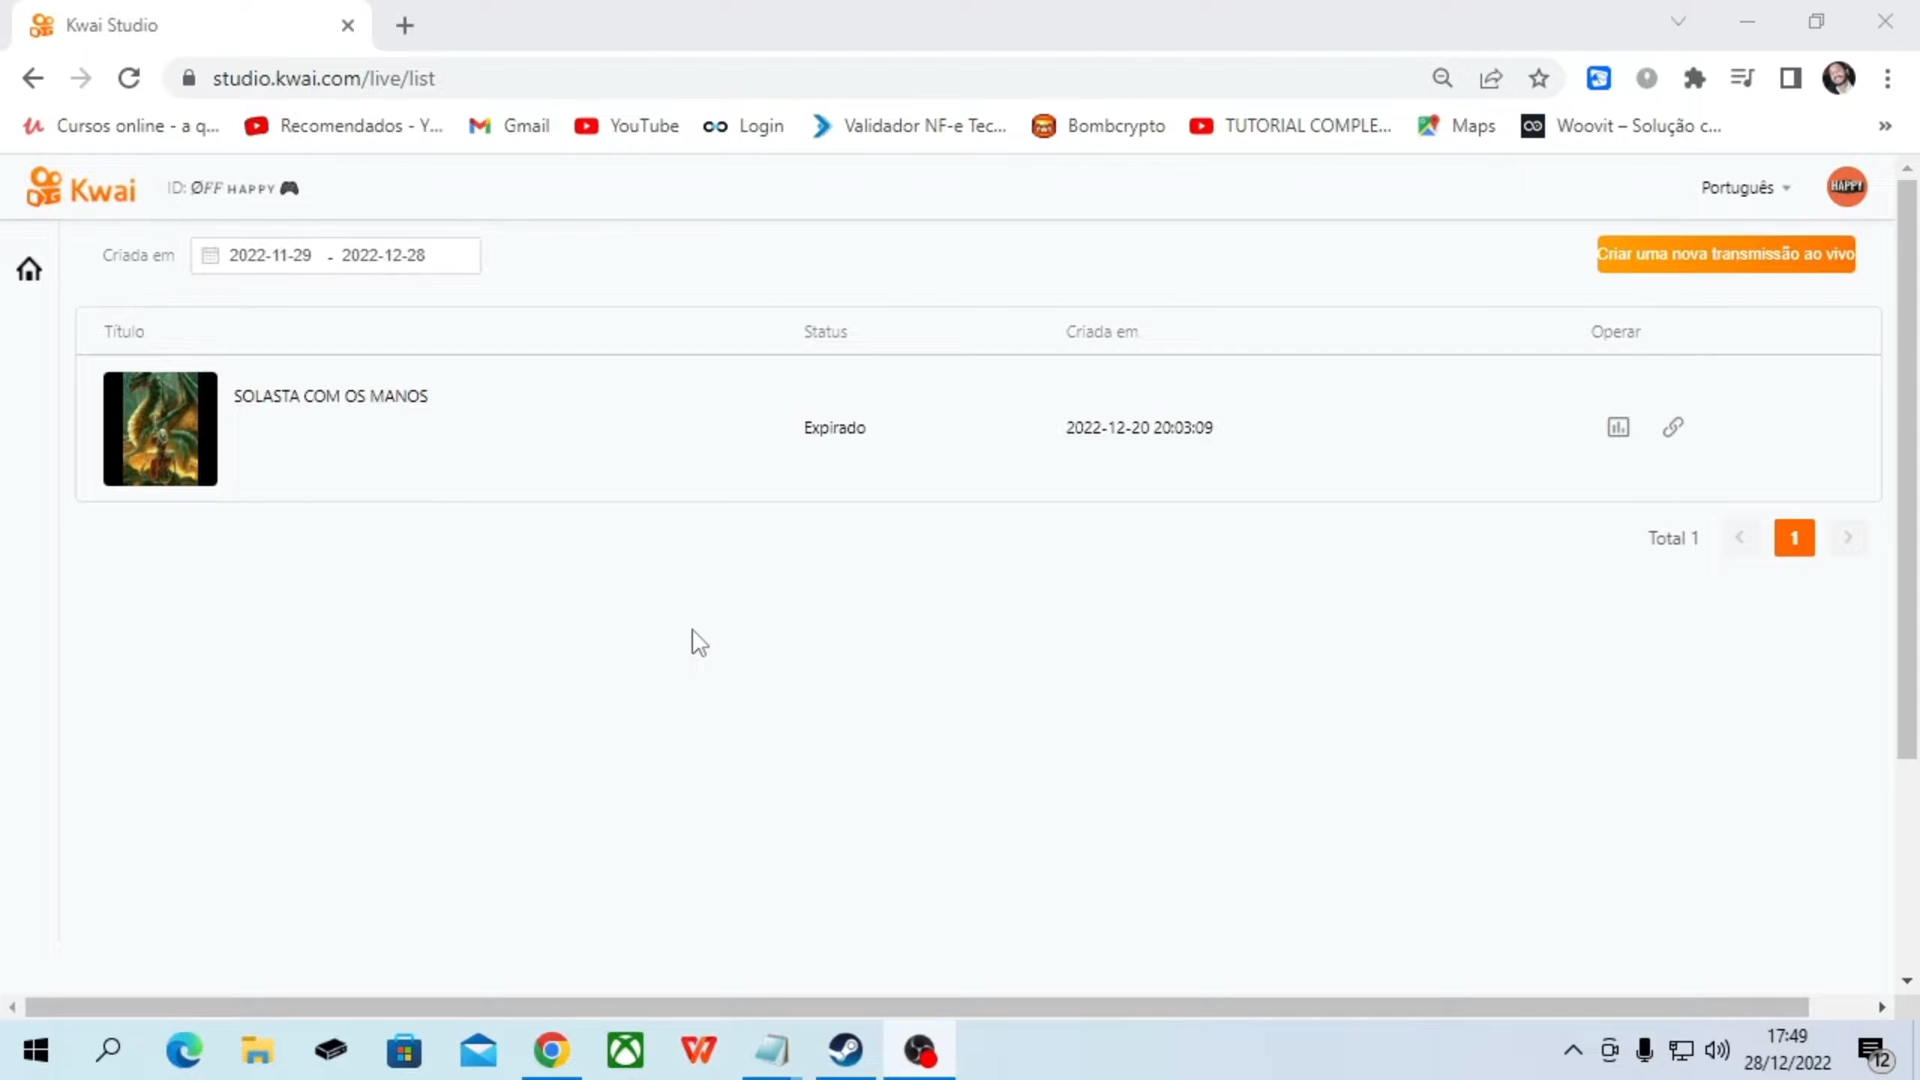 Kwai Studio
studio.kwai.com/live/list
Cursos online - a q...
Recomendados - Y...
Gmail
YouTube
Login
Validador NF-e Tec...
Bombcrypto
TUTORIAL COMPLE...
Maps
Woovit – Solução c...
»
Kwai
ID: ØFF HAPPY 🎮
Português
HAPPY
Criada em
2022-11-29 - 2022-12-28
Criar uma nova transmissão ao vivo
Título
Status
Criada em
Operar
SOLASTA COM OS MANOS
Expirado
2022-12-20 20:03:09
Total 1
1
17:49
28/12/2022
12